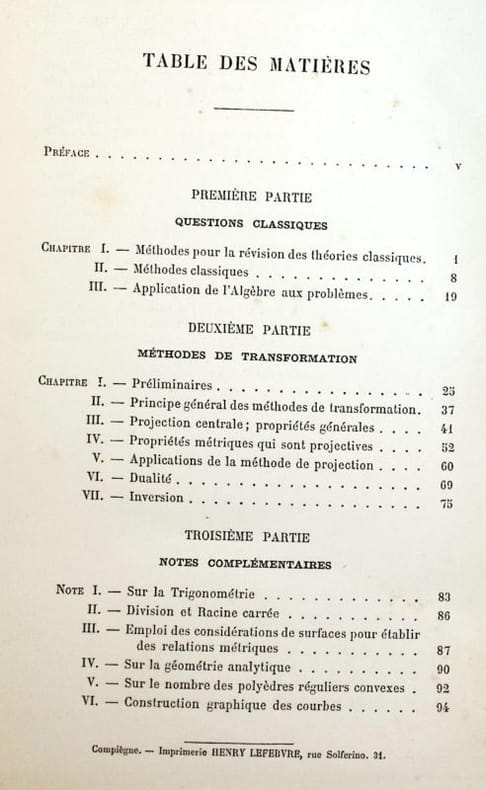 TABLE DES MATIÈRES
PRÉFACE . . . . . . . . . . . . . . . . . . . . . . . . . . . . v
PREMIÈRE PARTIE
QUESTIONS CLASSIQUES
CHAPITRE I. — Méthodes pour la révision des théories classiques. 1
II. — Méthodes classiques . . . . . . . . . . . . . 8
III. — Application de l'Algèbre aux problèmes. . . . . 19
DEUXIÈME PARTIE
MÉTHODES DE TRANSFORMATION
CHAPITRE I. — Préliminaires . . . . . . . . . . . . . . . . . 25
II. — Principe général des méthodes de transformation. 37
III. — Projection centrale; propriétés générales . . . . 41
IV. — Propriétés métriques qui sont projectives . . . . 52
V. — Applications de la méthode de projection . . . . 60
VI. — Dualité . . . . . . . . . . . . . . . . . . . . 69
VII. — Inversion . . . . . . . . . . . . . . . . . . . 75
TROISIÈME PARTIE
NOTES COMPLÉMENTAIRES
NOTE I. — Sur la Trigonométrie . . . . . . . . . . . . . 83
II. — Division et Racine carrée . . . . . . . . . . . 86
III. — Emploi des considérations de surfaces pour établir
des relations métriques . . . . . . . . . . . 87
IV. — Sur la géométrie analytique . . . . . . . . . . 90
V. — Sur le nombre des polyèdres réguliers convexes . 92
VI. — Construction graphique des courbes . . . . . . 94
Compiègne. — Imprimerie HENRY LEFEBVRE, rue Solferino. 31.